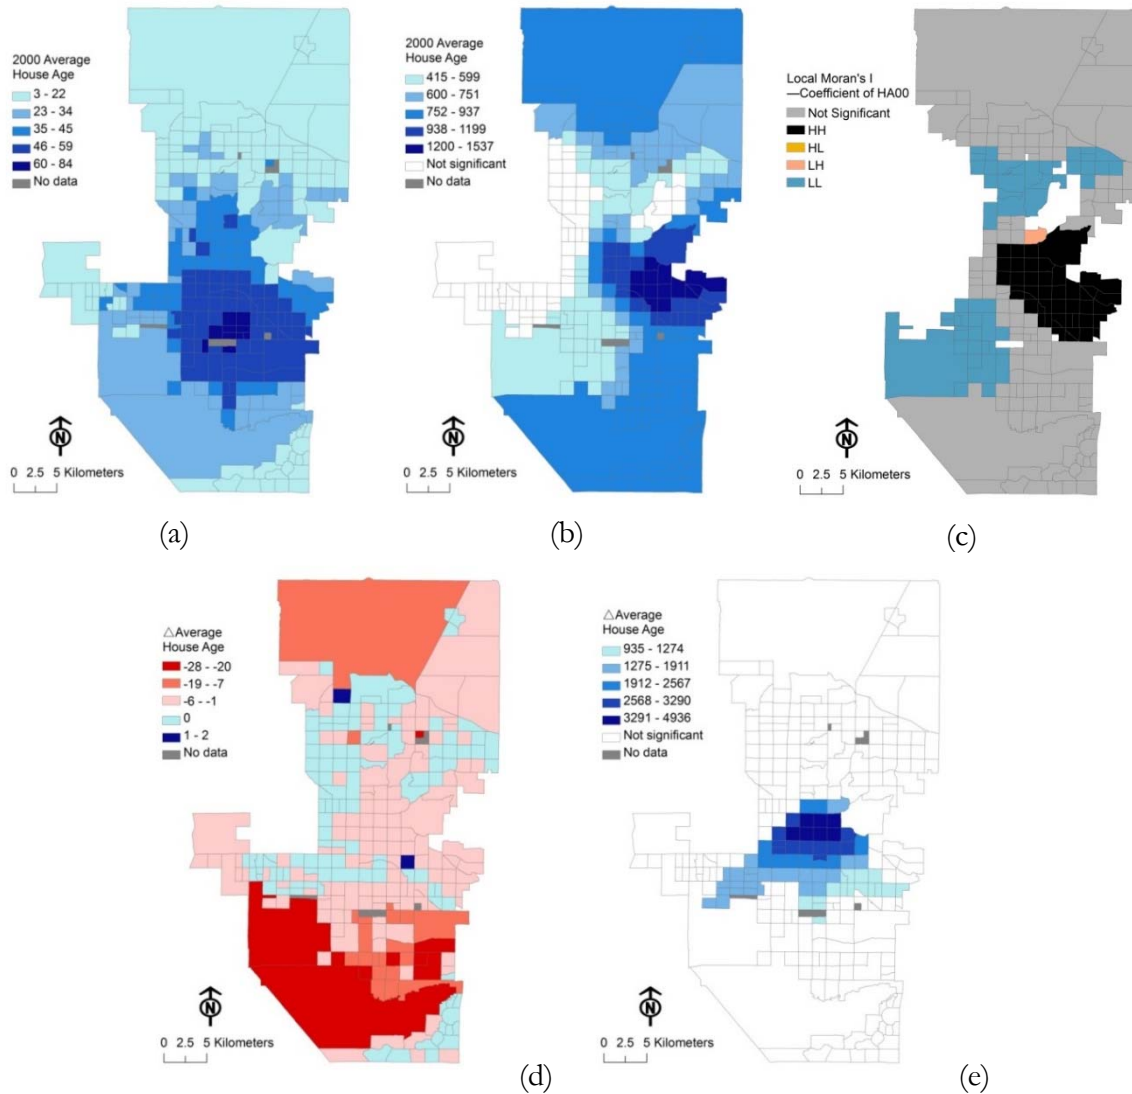 2000 Average
House Age
3 - 22
23 - 34
35 - 45
46 - 59
60 - 84
No data
N
0 2.5 5 Kilometers
(a)
2000 Average
House Age
415 - 599
600 - 751
752 - 937
938 - 1199
1200 - 1537
Not significant
No data
N
0 2.5 5 Kilometers
(b)
Local Moran's I
—Coefficient of HA00
Not Significant
HH
HL
LH
LL
N
0 2.5 5 Kilometers
(c)
△Average
House Age
-28 - -20
-19 - -7
-6 - -1
0
1 - 2
No data
N
0 2.5 5 Kilometers
(d)
△Average
House Age
935 - 1274
1275 - 1911
1912 - 2567
2568 - 3290
3291 - 4936
Not significant
No data
N
0 2.5 5 Kilometers
(e)